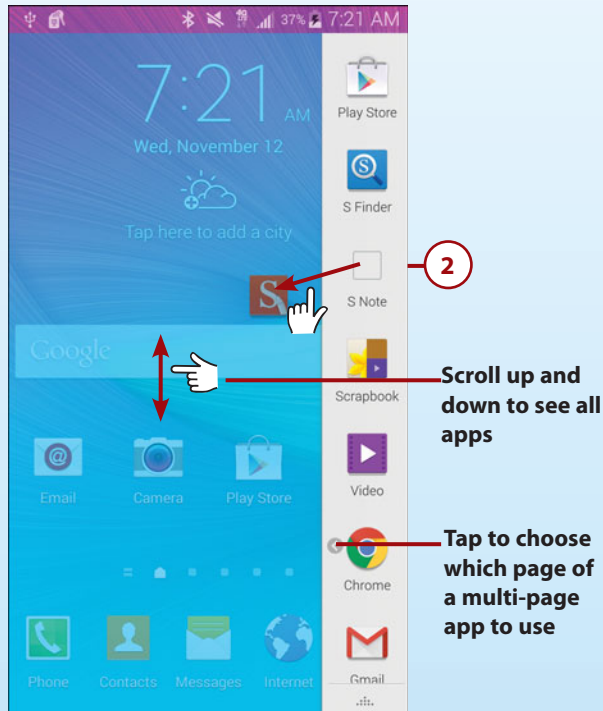 4G
37%
7:21 AM
7:21 AM
Wed, November 12
Tap here to add a city
Google
Email
Camera
Play Store
Phone
Contacts
Messages
Internet
Play Store
S Finder
S Note
Scrapbook
Video
Chrome
Gmail
2
Scroll up and
down to see all
apps
Tap to choose
which page of
a multi-page
app to use